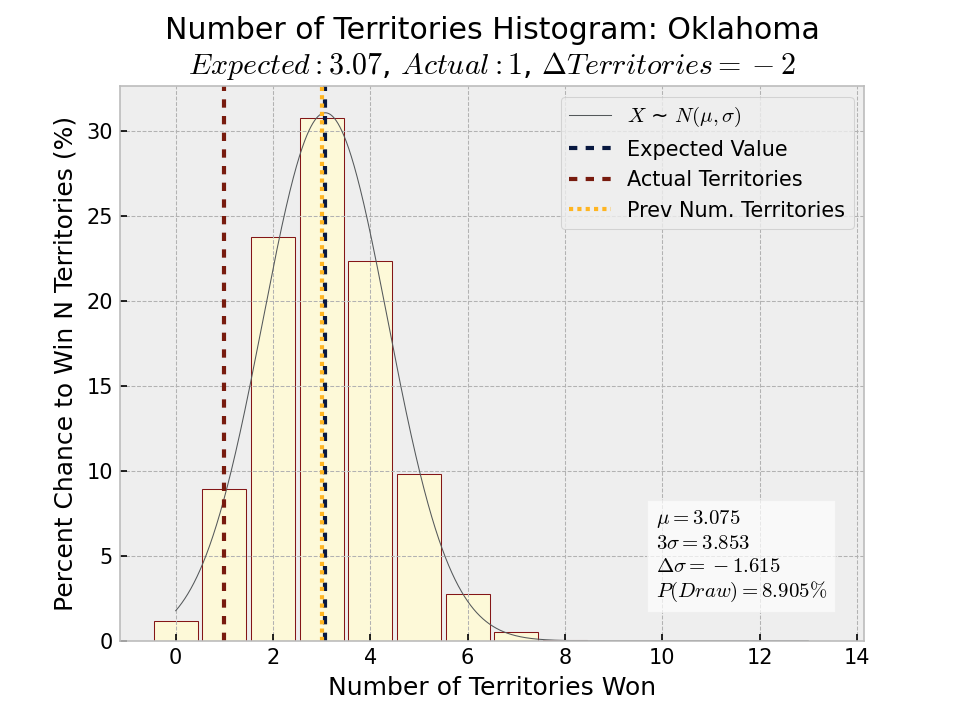 Number of Territories Histogram: Oklahoma
Expected : 3.07, Actual : 1, ΔTerritories = − 2
Percent Chance to Win N Territories (%)
30
25
20
15
10
5
0
X ∼ N(μ, σ)
Expected Value
Actual Territories
Prev Num. Territories
μ = 3.075
3σ = 3.853
Δσ = − 1.615
P(Draw) = 8.905%
0 2 4 6 8 10 12 14
Number of Territories Won